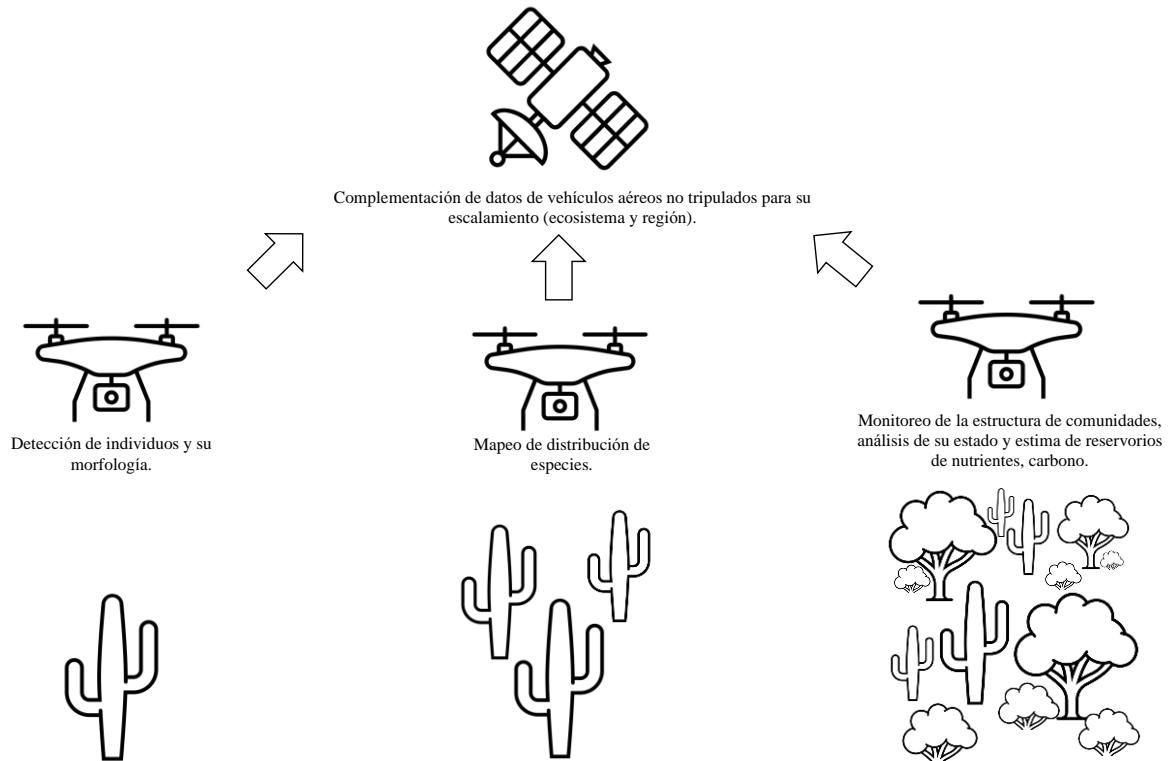 Complementación de datos de vehículos aéreos no tripulados para su
escalamiento (ecosistema y región).
Detección de individuos y su
morfología.
Mapeo de distribución de
especies.
Monitoreo de la estructura de comunidades,
análisis de su estado y estima de reservorios
de nutrientes, carbono.